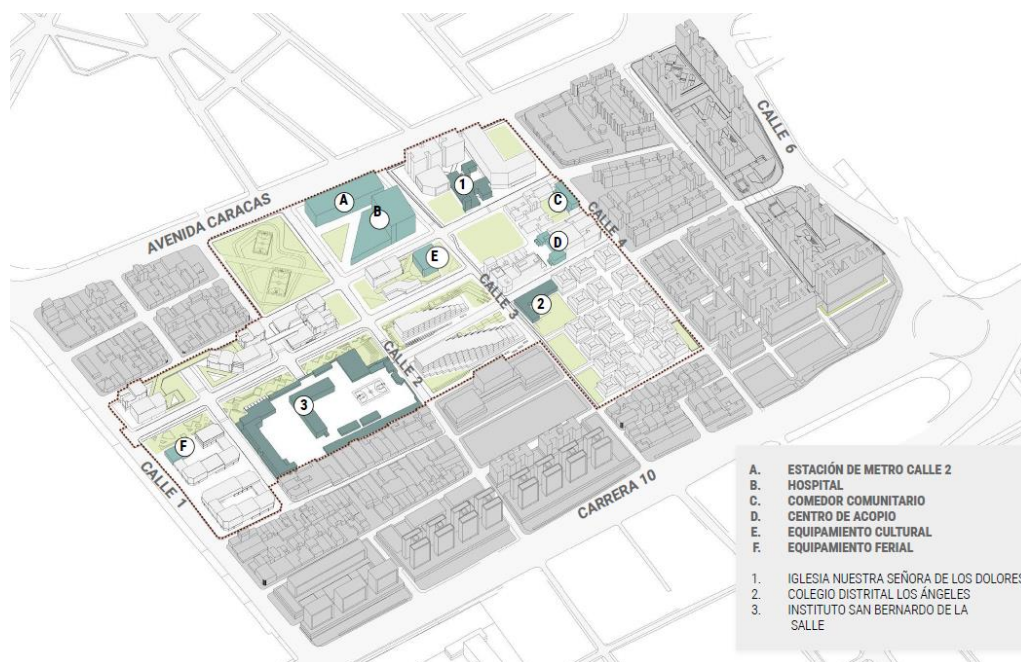 CALLE 6
1
A
B
C
CALLE 4
AVENIDA CARACAS
D
E
CALLE 3
2
CALLE 2
3
F
CALLE 1
CARRERA 10
A. ESTACIÓN DE METRO CALLE 2
B. HOSPITAL
C. COMEDOR COMUNITARIO
D. CENTRO DE ACOPIO
E. EQUIPAMIENTO CULTURAL
F. EQUIPAMIENTO FERIAL
1. IGLESIA NUESTRA SEÑORA DE LOS DOLORES
2. COLEGIO DISTRITAL LOS ÁNGELES
3. INSTITUTO SAN BERNARDO DE LA
SALLE